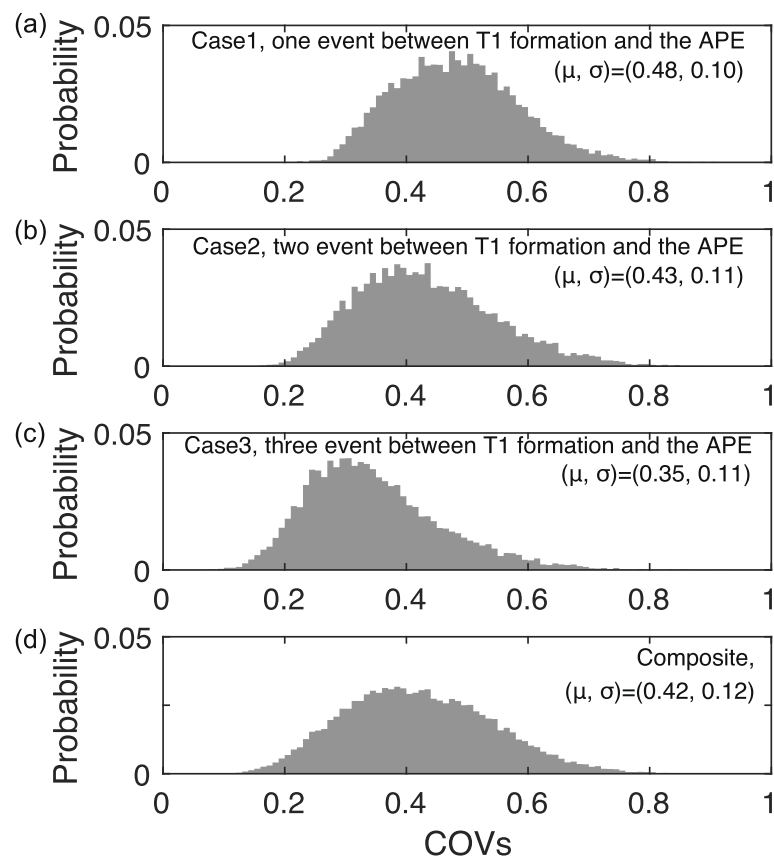 (a)
0.05
Case1, one event between T1 formation and the APE
(μ, σ)=(0.48, 0.10)
Probability
0
0 0.2 0.4 0.6 0.8 1
(b)
0.05
Case2, two event between T1 formation and the APE
(μ, σ)=(0.43, 0.11)
Probability
0
0 0.2 0.4 0.6 0.8 1
(c)
0.05
Case3, three event between T1 formation and the APE
(μ, σ)=(0.35, 0.11)
Probability
0
0 0.2 0.4 0.6 0.8 1
(d)
0.05
Composite,
(μ, σ)=(0.42, 0.12)
Probability
0
0 0.2 0.4 0.6 0.8 1
COVs